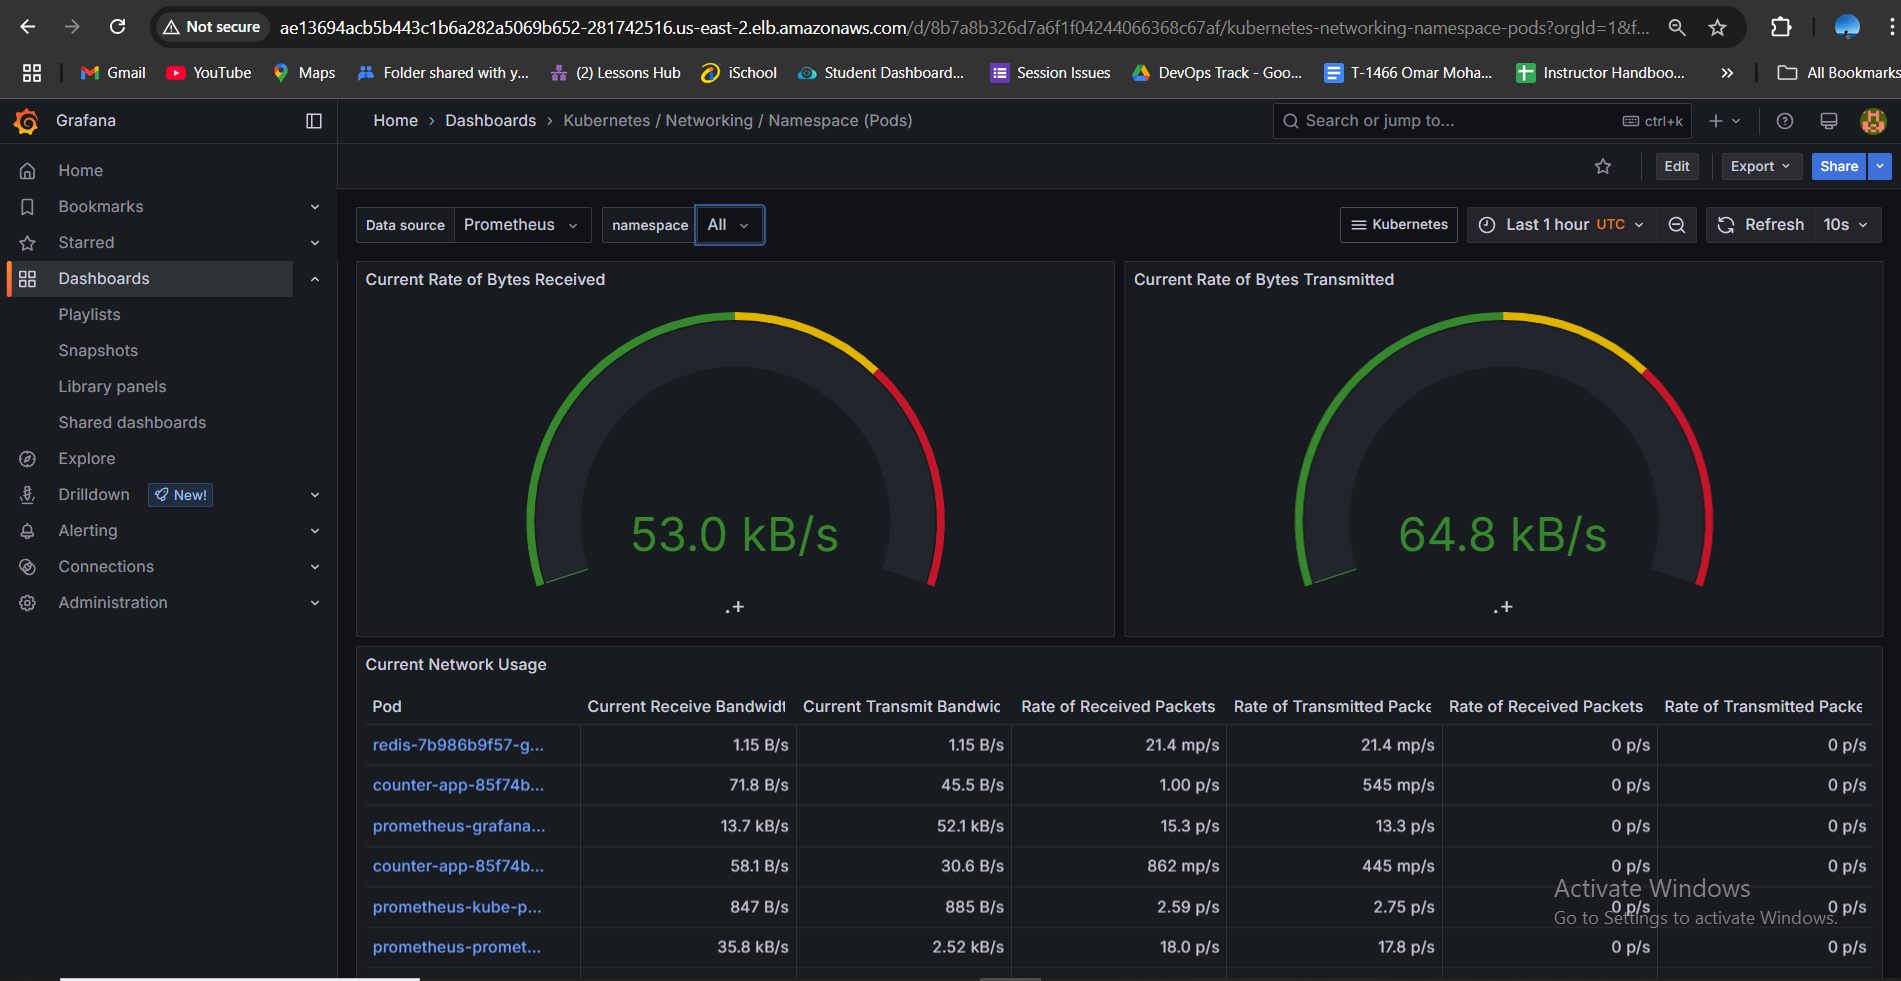 Not secure ae13694acb5b443c1b6a282a5069b652-281742516.us-east-2.elb.amazonaws.com/d/8b7a8b326d7a6f1f04244066368c67af/kubernetes-networking-namespace-pods?orgId=1&f...
Gmail YouTube Maps Folder shared with y... (2) Lessons Hub iSchool Student Dashboard... Session Issues DevOps Track - Goo... T-1466 Omar Moha... Instructor Handboo... » All Bookmarks
Grafana
Home › Dashboards › Kubernetes / Networking / Namespace (Pods)
Search or jump to... ctrl+k
Edit Export Share
Home
Bookmarks
Starred
Dashboards
Playlists
Snapshots
Library panels
Shared dashboards
Explore
Drilldown New!
Alerting
Connections
Administration
Data source Prometheus namespace All Kubernetes Last 1 hour UTC Refresh 10s
Current Rate of Bytes Received
53.0 kB/s
.+
Current Rate of Bytes Transmitted
64.8 kB/s
.+
Current Network Usage
Pod Current Receive Bandwidt Current Transmit Bandwic Rate of Received Packets Rate of Transmitted Packe Rate of Received Packets Rate of Transmitted Packe
redis-7b986b9f57-g... 1.15 B/s 1.15 B/s 21.4 mp/s 21.4 mp/s 0 p/s 0 p/s
counter-app-85f74b... 71.8 B/s 45.5 B/s 1.00 p/s 545 mp/s 0 p/s 0 p/s
prometheus-grafana... 13.7 kB/s 52.1 kB/s 15.3 p/s 13.3 p/s 0 p/s 0 p/s
counter-app-85f74b... 58.1 B/s 30.6 B/s 862 mp/s 445 mp/s 0 p/s 0 p/s
prometheus-kube-p... 847 B/s 885 B/s 2.59 p/s 2.75 p/s 0 p/s 0 p/s
prometheus-promet... 35.8 kB/s 2.52 kB/s 18.0 p/s 17.8 p/s 0 p/s 0 p/s
Activate Windows
Go to Settings to activate Windows.